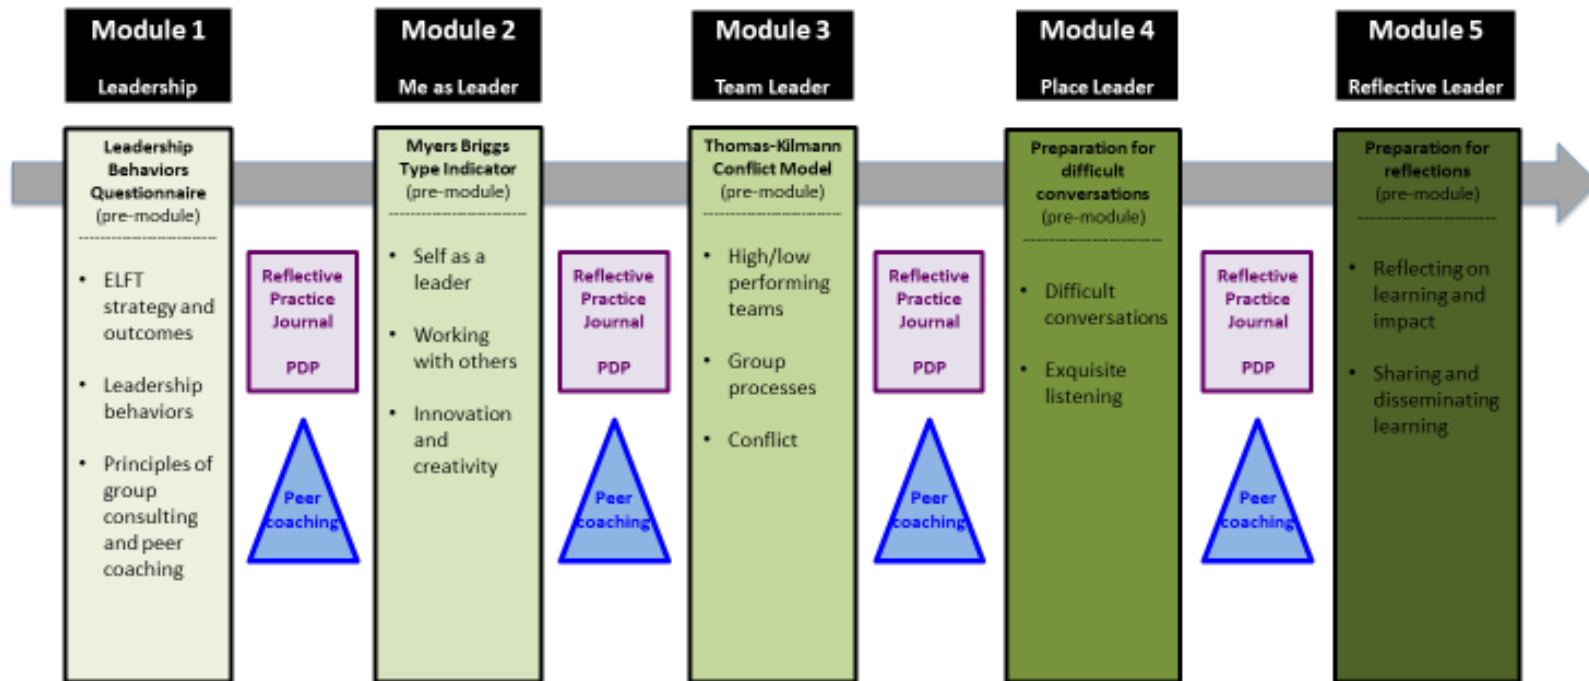 Module 1
Leadership
Leadership
Behaviors
Questionnaire
(pre-module)
• ELFT
strategy and
outcomes
• Leadership
behaviors
• Principles of
group
consulting
and peer
coaching
Reflective
Practice
Journal
PDP
Peer
coaching
Module 2
Me as Leader
Myers Briggs
Type Indicator
(pre-module)
• Self as a
leader
• Working
with others
• Innovation
and
creativity
Reflective
Practice
Journal
PDP
Peer
coaching
Module 3
Team Leader
Thomas-Kilmann
Conflict Model
(pre-module)
• High/low
performing
teams
• Group
processes
• Conflict
Reflective
Practice
Journal
PDP
Peer
coaching
Module 4
Place Leader
Preparation for
difficult
conversations
(pre-module)
• Difficult
conversations
• Exquisite
listening
Reflective
Practice
Journal
PDP
Peer
coaching
Module 5
Reflective Leader
Preparation for
reflections
(pre-module)
• Reflecting on
learning and
impact
• Sharing and
disseminating
learning